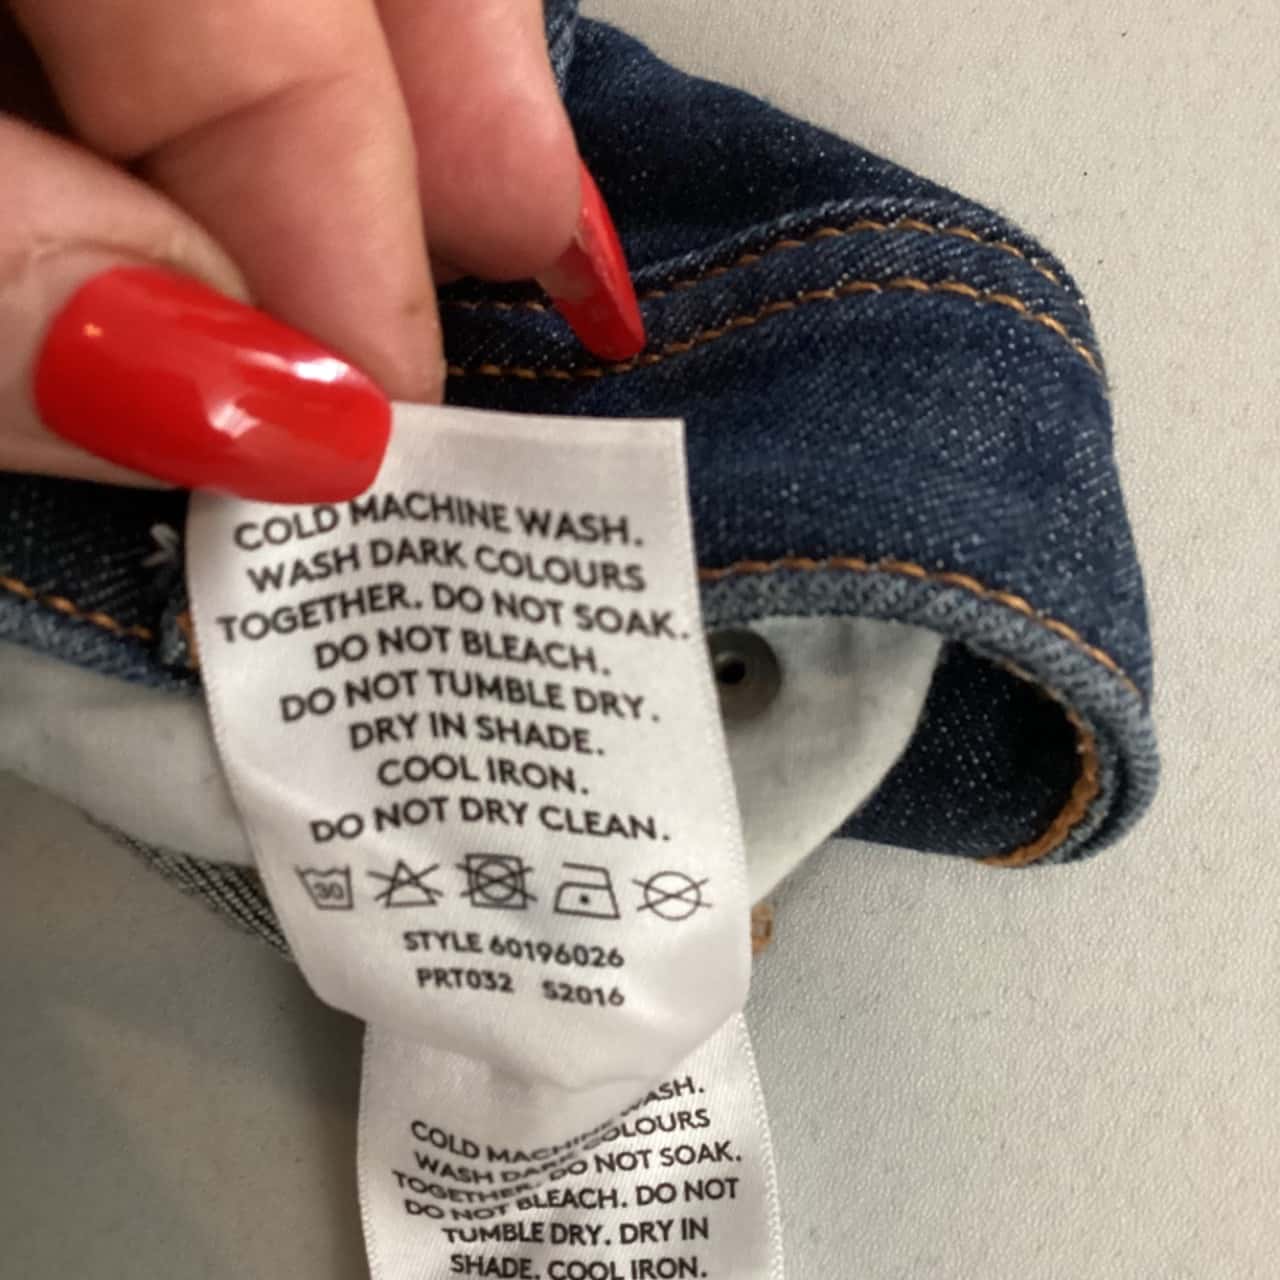 COLD MACHINE WASH.
WASH DARK COLOURS
TOGETHER. DO NOT SOAK.
DO NOT BLEACH.
DO NOT TUMBLE DRY.
DRY IN SHADE.
COOL IRON.
DO NOT DRY CLEAN.
30
STYLE 60196026
PRT032 S2016
COLD MACHINE WASH.
WASH DARK COLOURS
TOGETHER. DO NOT SOAK.
DO NOT BLEACH. DO NOT
TUMBLE DRY. DRY IN
SHADE. COOL IRON.